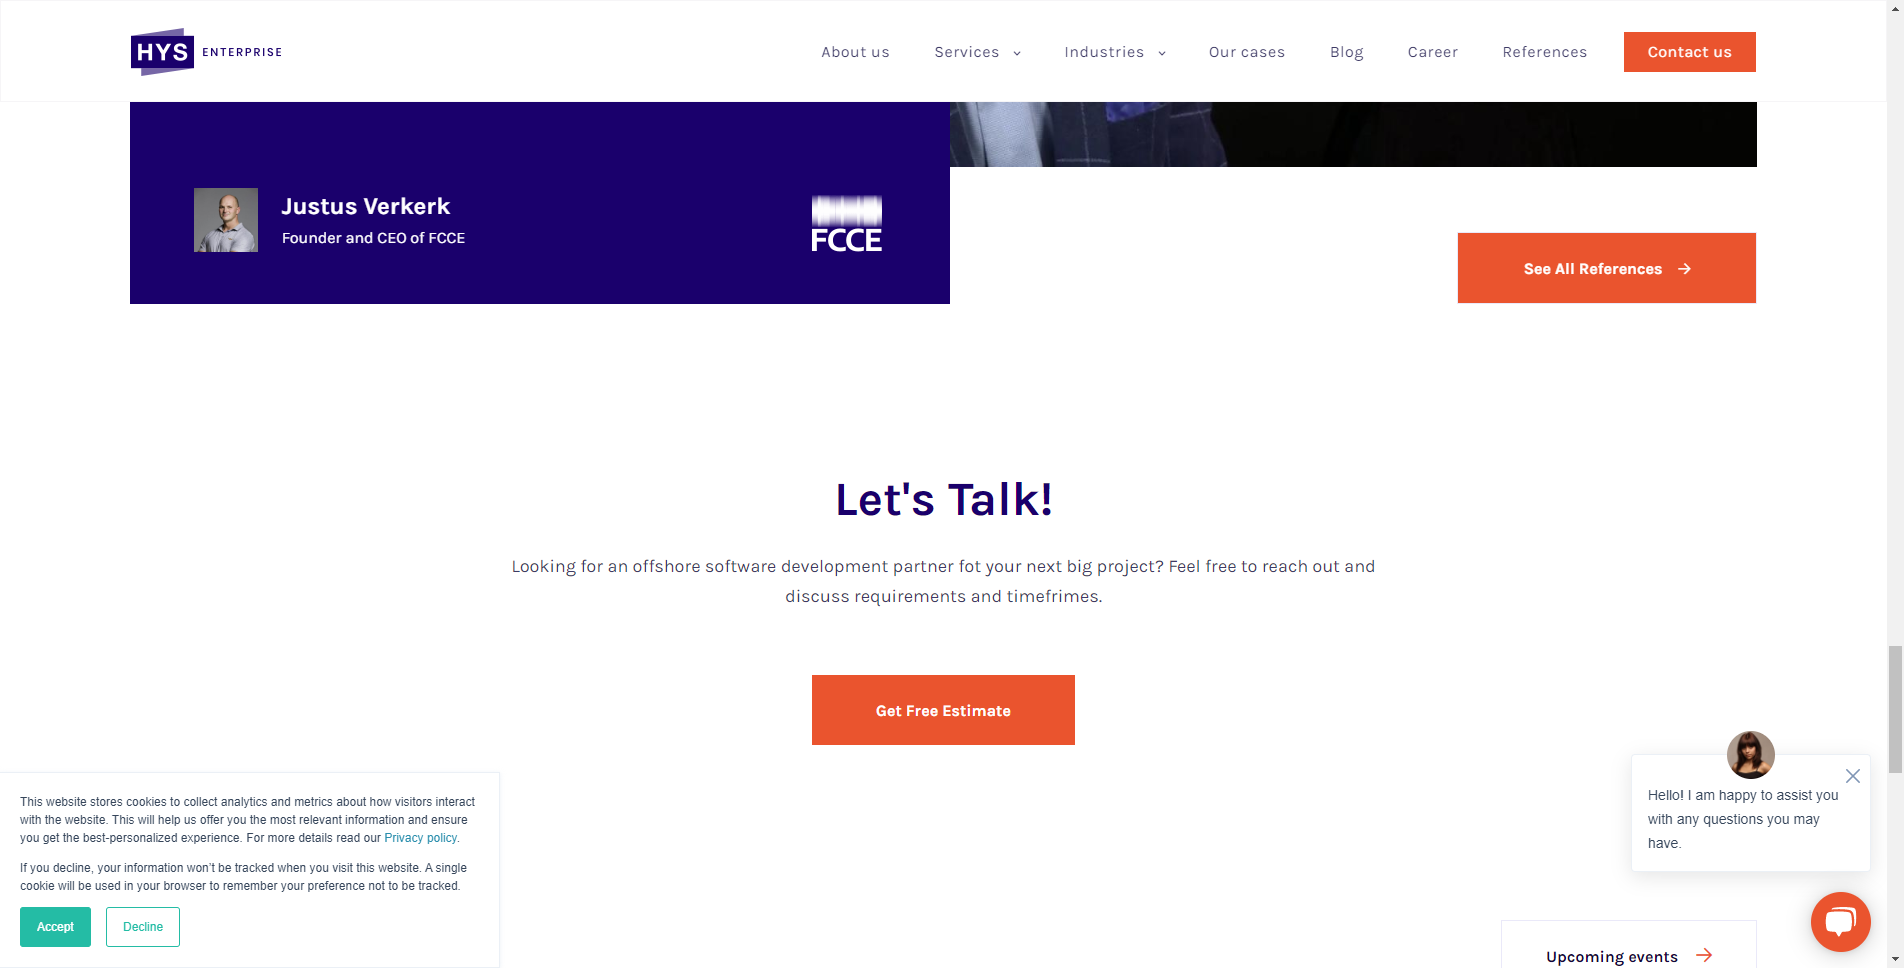 HYS ENTERPRISE
About us Services Industries Our cases Blog Career References Contact us
Justus Verkerk
Founder and CEO of FCCE
FCCE
See All References
Let's Talk!
Looking for an offshore software development partner fot your next big project? Feel free to reach out and
discuss requirements and timefrimes.
Get Free Estimate
This website stores cookies to collect analytics and metrics about how visitors interact
with the website. This will help us offer you the most relevant information and ensure
you get the best-personalized experience. For more details read our Privacy policy.
If you decline, your information won't be tracked when you visit this website. A single
cookie will be used in your browser to remember your preference not to be tracked.
Accept Decline
Hello! I am happy to assist you
with any questions you may
have.
Upcoming events